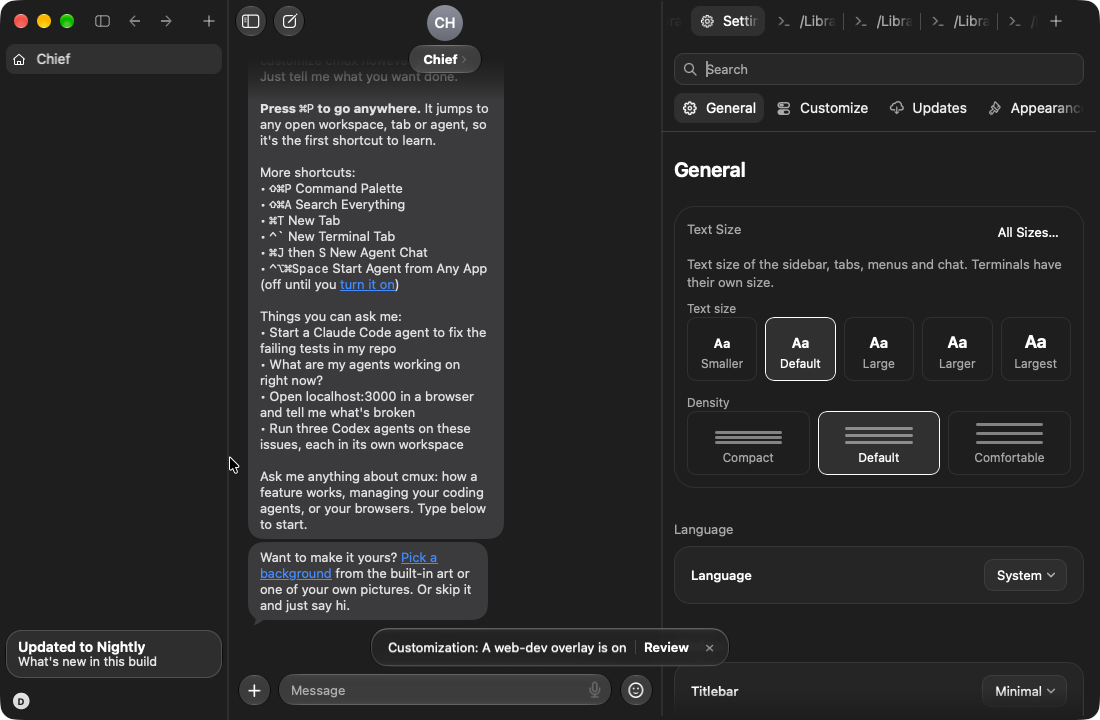 Chief
Updated to Nightly
What's new in this build
D
CH
Chief
Just tell me what you want done.
Press ⌘P to go anywhere. It jumps to
any open workspace, tab or agent, so
it's the first shortcut to learn.
More shortcuts:
• ⇧⌘P Command Palette
• ⇧⌘A Search Everything
• ⌘T New Tab
• ^` New Terminal Tab
• ⌘J then S New Agent Chat
• ^⌥⌘Space Start Agent from Any App
(off until you turn it on)
Things you can ask me:
• Start a Claude Code agent to fix the
failing tests in my repo
• What are my agents working on
right now?
• Open localhost:3000 in a browser
and tell me what's broken
• Run three Codex agents on these
issues, each in its own workspace
Ask me anything about cmux: how a
feature works, managing your coding
agents, or your browsers. Type below
to start.
Want to make it yours? Pick a
background from the built-in art or
one of your own pictures. Or skip it
and just say hi.
Customization: A web-dev overlay is on Review ×
Message
Settin /Libra /Libra /Libra
Search
General Customize Updates Appearanc
General
Text Size All Sizes...
Text size of the sidebar, tabs, menus and chat. Terminals have
their own size.
Text size
Aa Aa Aa Aa Aa
Smaller Default Large Larger Largest
Density
Compact Default Comfortable
Language
Language System
Titlebar Minimal